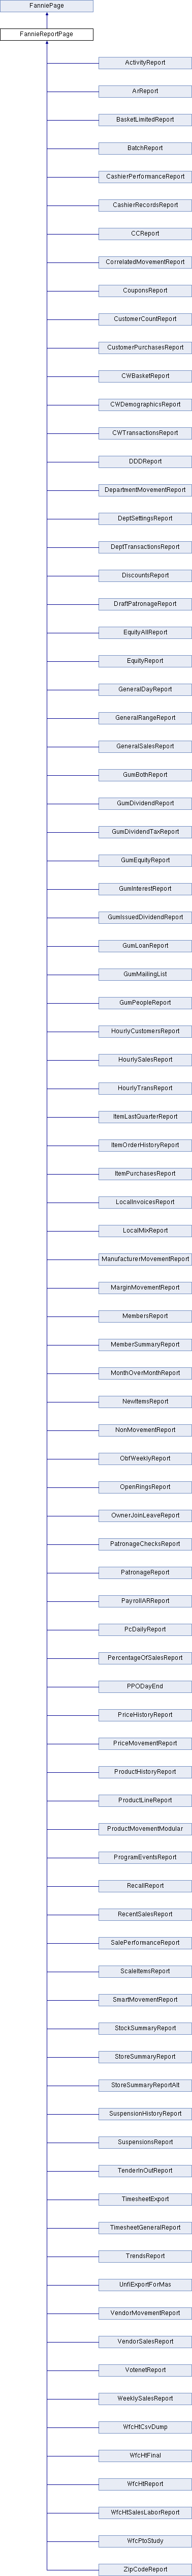 FanniePage
FannieReportPage
ActivityReport
ArReport
BasketLimitedReport
BatchReport
CashierPerformanceReport
CashierRecordsReport
CCReport
CorrelatedMovementReport
CouponsReport
CustomerCountReport
CustomerPurchasesReport
CWBasketReport
CWDemographicsReport
CWTransactionsReport
DDDReport
DepartmentMovementReport
DeptSettingsReport
DeptTransactionsReport
DiscountsReport
DraftPatronageReport
EquityAllReport
EquityReport
GeneralDayReport
GeneralRangeReport
GeneralSalesReport
GumBothReport
GumDividendReport
GumDividendTaxReport
GumEquityReport
GumInterestReport
GumIssuedDividendReport
GumLoanReport
GumMailingList
GumPeopleReport
HourlyCustomersReport
HourlySalesReport
HourlyTransReport
ItemLastQuarterReport
ItemOrderHistoryReport
ItemPurchasesReport
LocalInvoicesReport
LocalMixReport
ManufacturerMovementReport
MarginMovementReport
MembersReport
MemberSummaryReport
MonthOverMonthReport
NewItemsReport
NonMovementReport
ObfWeeklyReport
OpenRingsReport
OwnerJoinLeaveReport
PatronageChecksReport
PatronageReport
PayrollARReport
PcDailyReport
PercentageOfSalesReport
PPODayEnd
PriceHistoryReport
PriceMovementReport
ProductHistoryReport
ProductLineReport
ProductMovementModular
ProgramEventsReport
RecallReport
RecentSalesReport
SalePerformanceReport
ScaleItemsReport
SmartMovementReport
StockSummaryReport
StoreSummaryReport
StoreSummaryReportAlt
SuspensionHistoryReport
SuspensionsReport
TenderInOutReport
TimesheetExport
TimesheetGeneralReport
TrendsReport
UnfiExportForMas
VendorMovementReport
VendorSalesReport
VotenetReport
WeeklySalesReport
WfcHtCsvDump
WfcHtFinal
WfcHtReport
WfcHtSalesLaborReport
WfcPtoStudy
ZipCodeReport